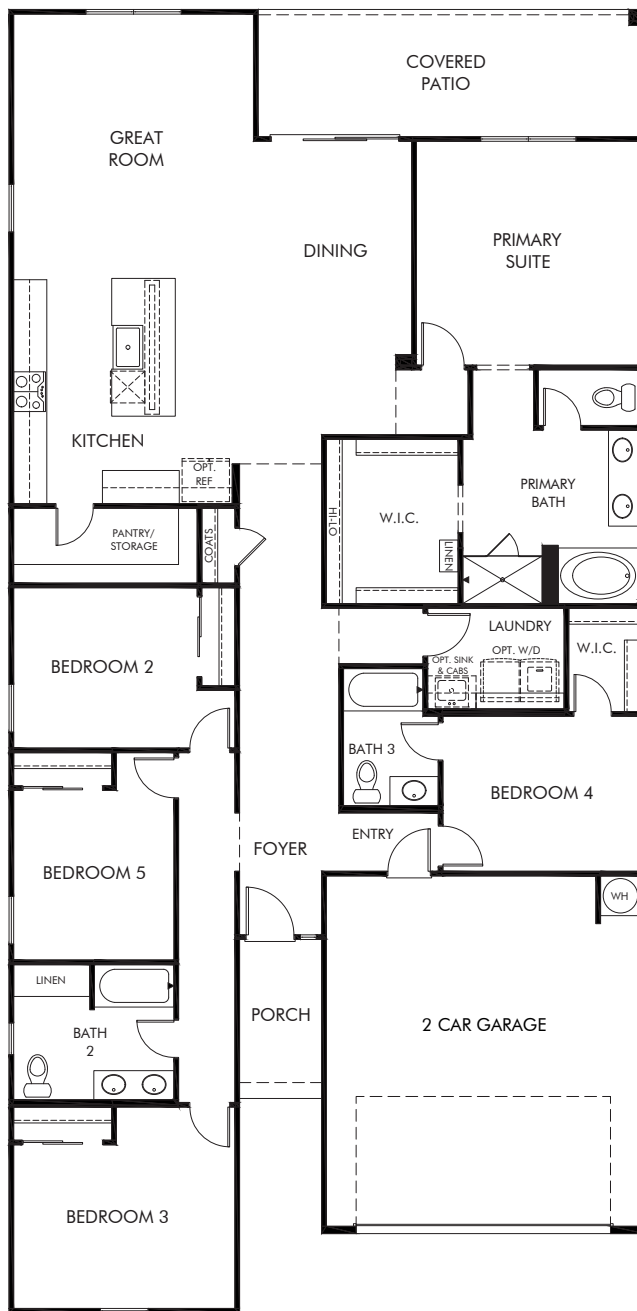 COVERED
PATIO
GREAT
ROOM
DINING
PRIMARY
SUITE
KITCHEN
OPT.
REF
PRIMARY
BATH
HI-LO
W.I.C.
LINEN
PANTRY/
STORAGE
COATS
LAUNDRY
OPT. W/D
OPT. SINK
& CABS
W.I.C.
BEDROOM 2
BATH 3
BEDROOM 4
ENTRY
FOYER
BEDROOM 5
WH
LINEN
BATH
2
PORCH
2 CAR GARAGE
BEDROOM 3